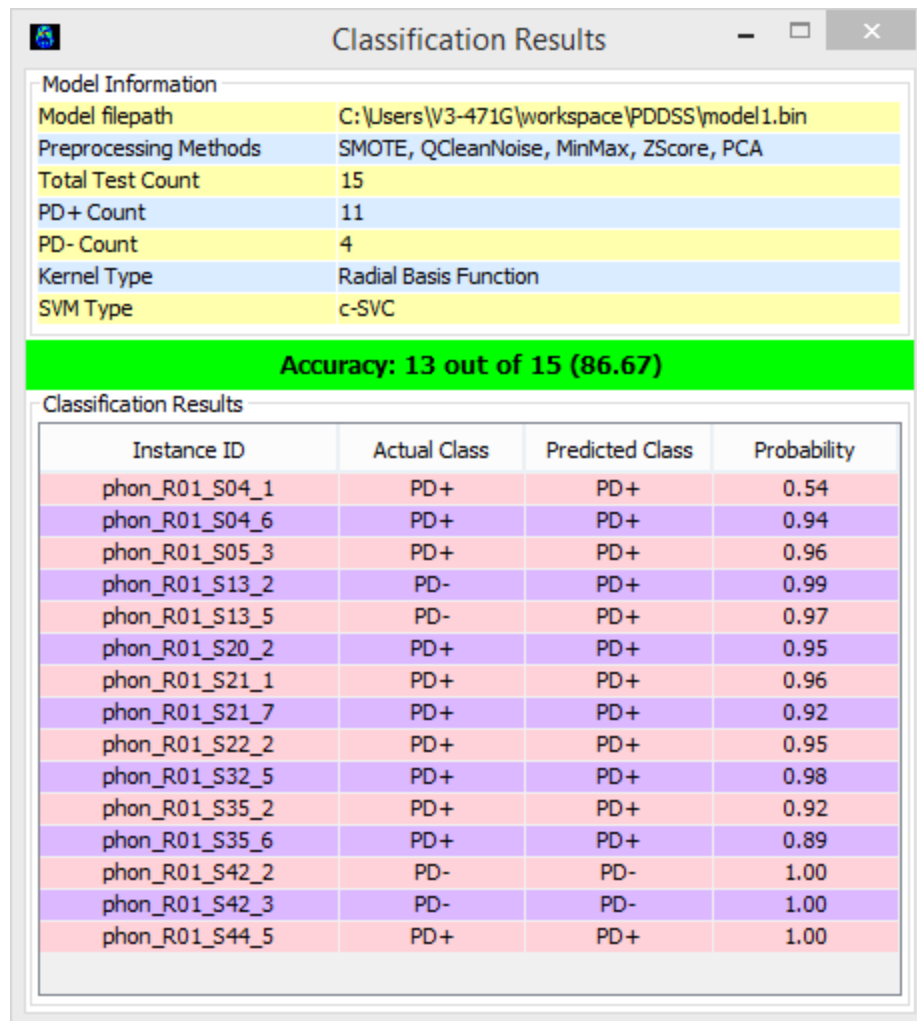 Classification Results
Model Information
Model filepath C:\Users\V3-471G\workspace\PDDSS\model1.bin
Preprocessing Methods SMOTE, QCleanNoise, MinMax, ZScore, PCA
Total Test Count 15
PD+ Count 11
PD- Count 4
Kernel Type Radial Basis Function
SVM Type c-SVC
Accuracy: 13 out of 15 (86.67)
Classification Results
Instance ID Actual Class Predicted Class Probability
phon_R01_S04_1 PD+ PD+ 0.54
phon_R01_S04_6 PD+ PD+ 0.94
phon_R01_S05_3 PD+ PD+ 0.96
phon_R01_S13_2 PD- PD+ 0.99
phon_R01_S13_5 PD- PD+ 0.97
phon_R01_S20_2 PD+ PD+ 0.95
phon_R01_S21_1 PD+ PD+ 0.96
phon_R01_S21_7 PD+ PD+ 0.92
phon_R01_S22_2 PD+ PD+ 0.95
phon_R01_S32_5 PD+ PD+ 0.98
phon_R01_S35_2 PD+ PD+ 0.92
phon_R01_S35_6 PD+ PD+ 0.89
phon_R01_S42_2 PD- PD- 1.00
phon_R01_S42_3 PD- PD- 1.00
phon_R01_S44_5 PD+ PD+ 1.00